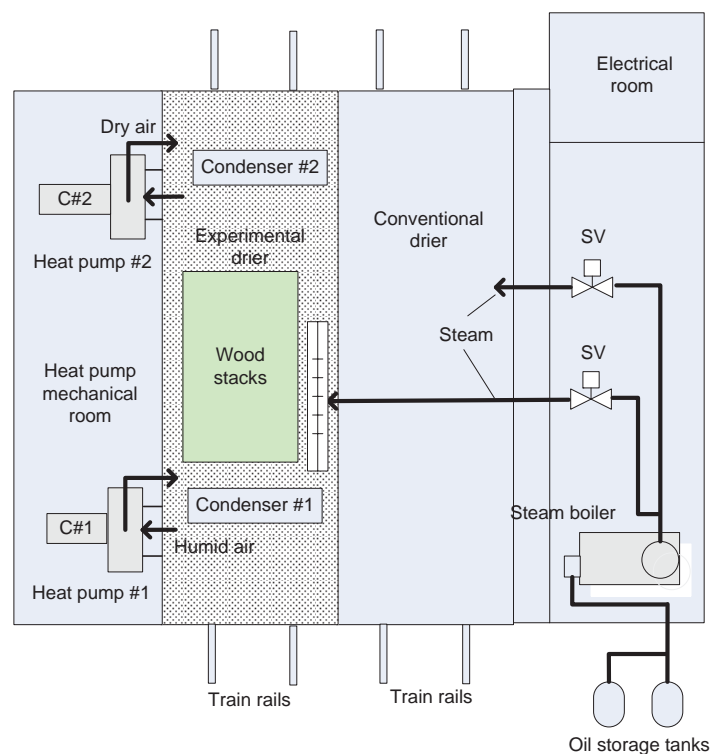 Electrical
room
Dry air
Condenser #2
C#2
Heat pump #2
Experimental
drier
Conventional
drier
SV
Steam
Wood
stacks
SV
Heat pump
mechanical
room
Condenser #1
Steam boiler
C#1
Humid air
Heat pump #1
Train rails
Train rails
Oil storage tanks